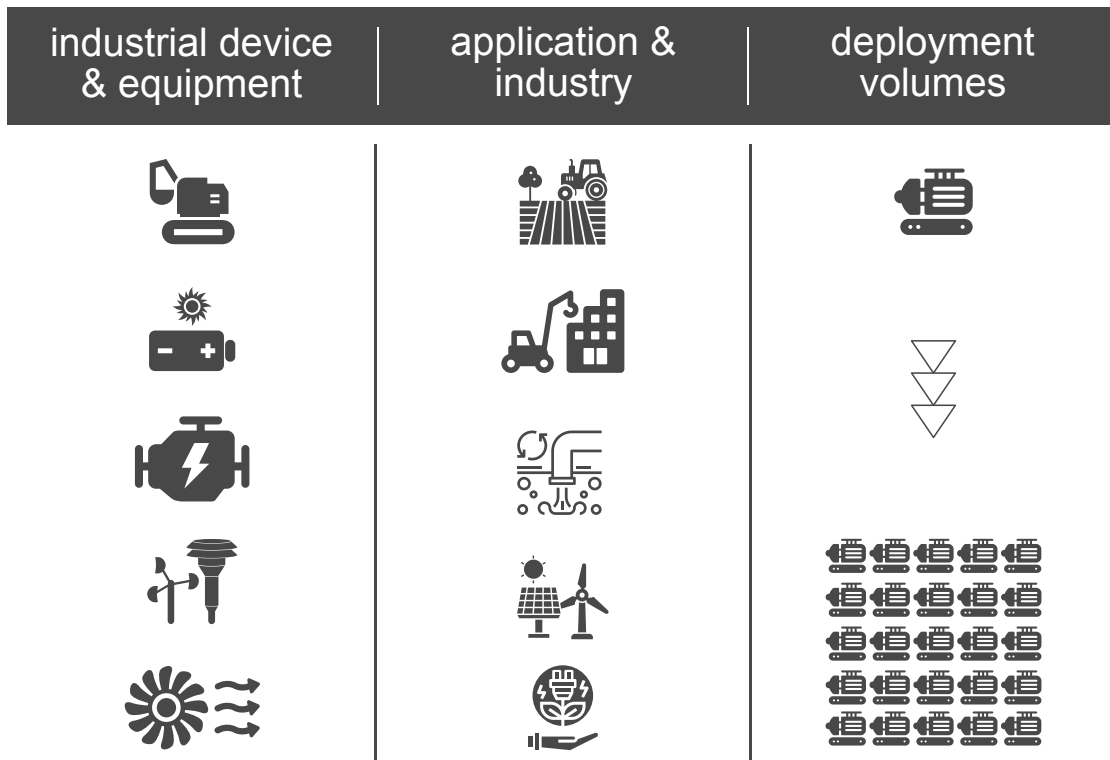 industrial device
& equipment
application &
industry
deployment
volumes